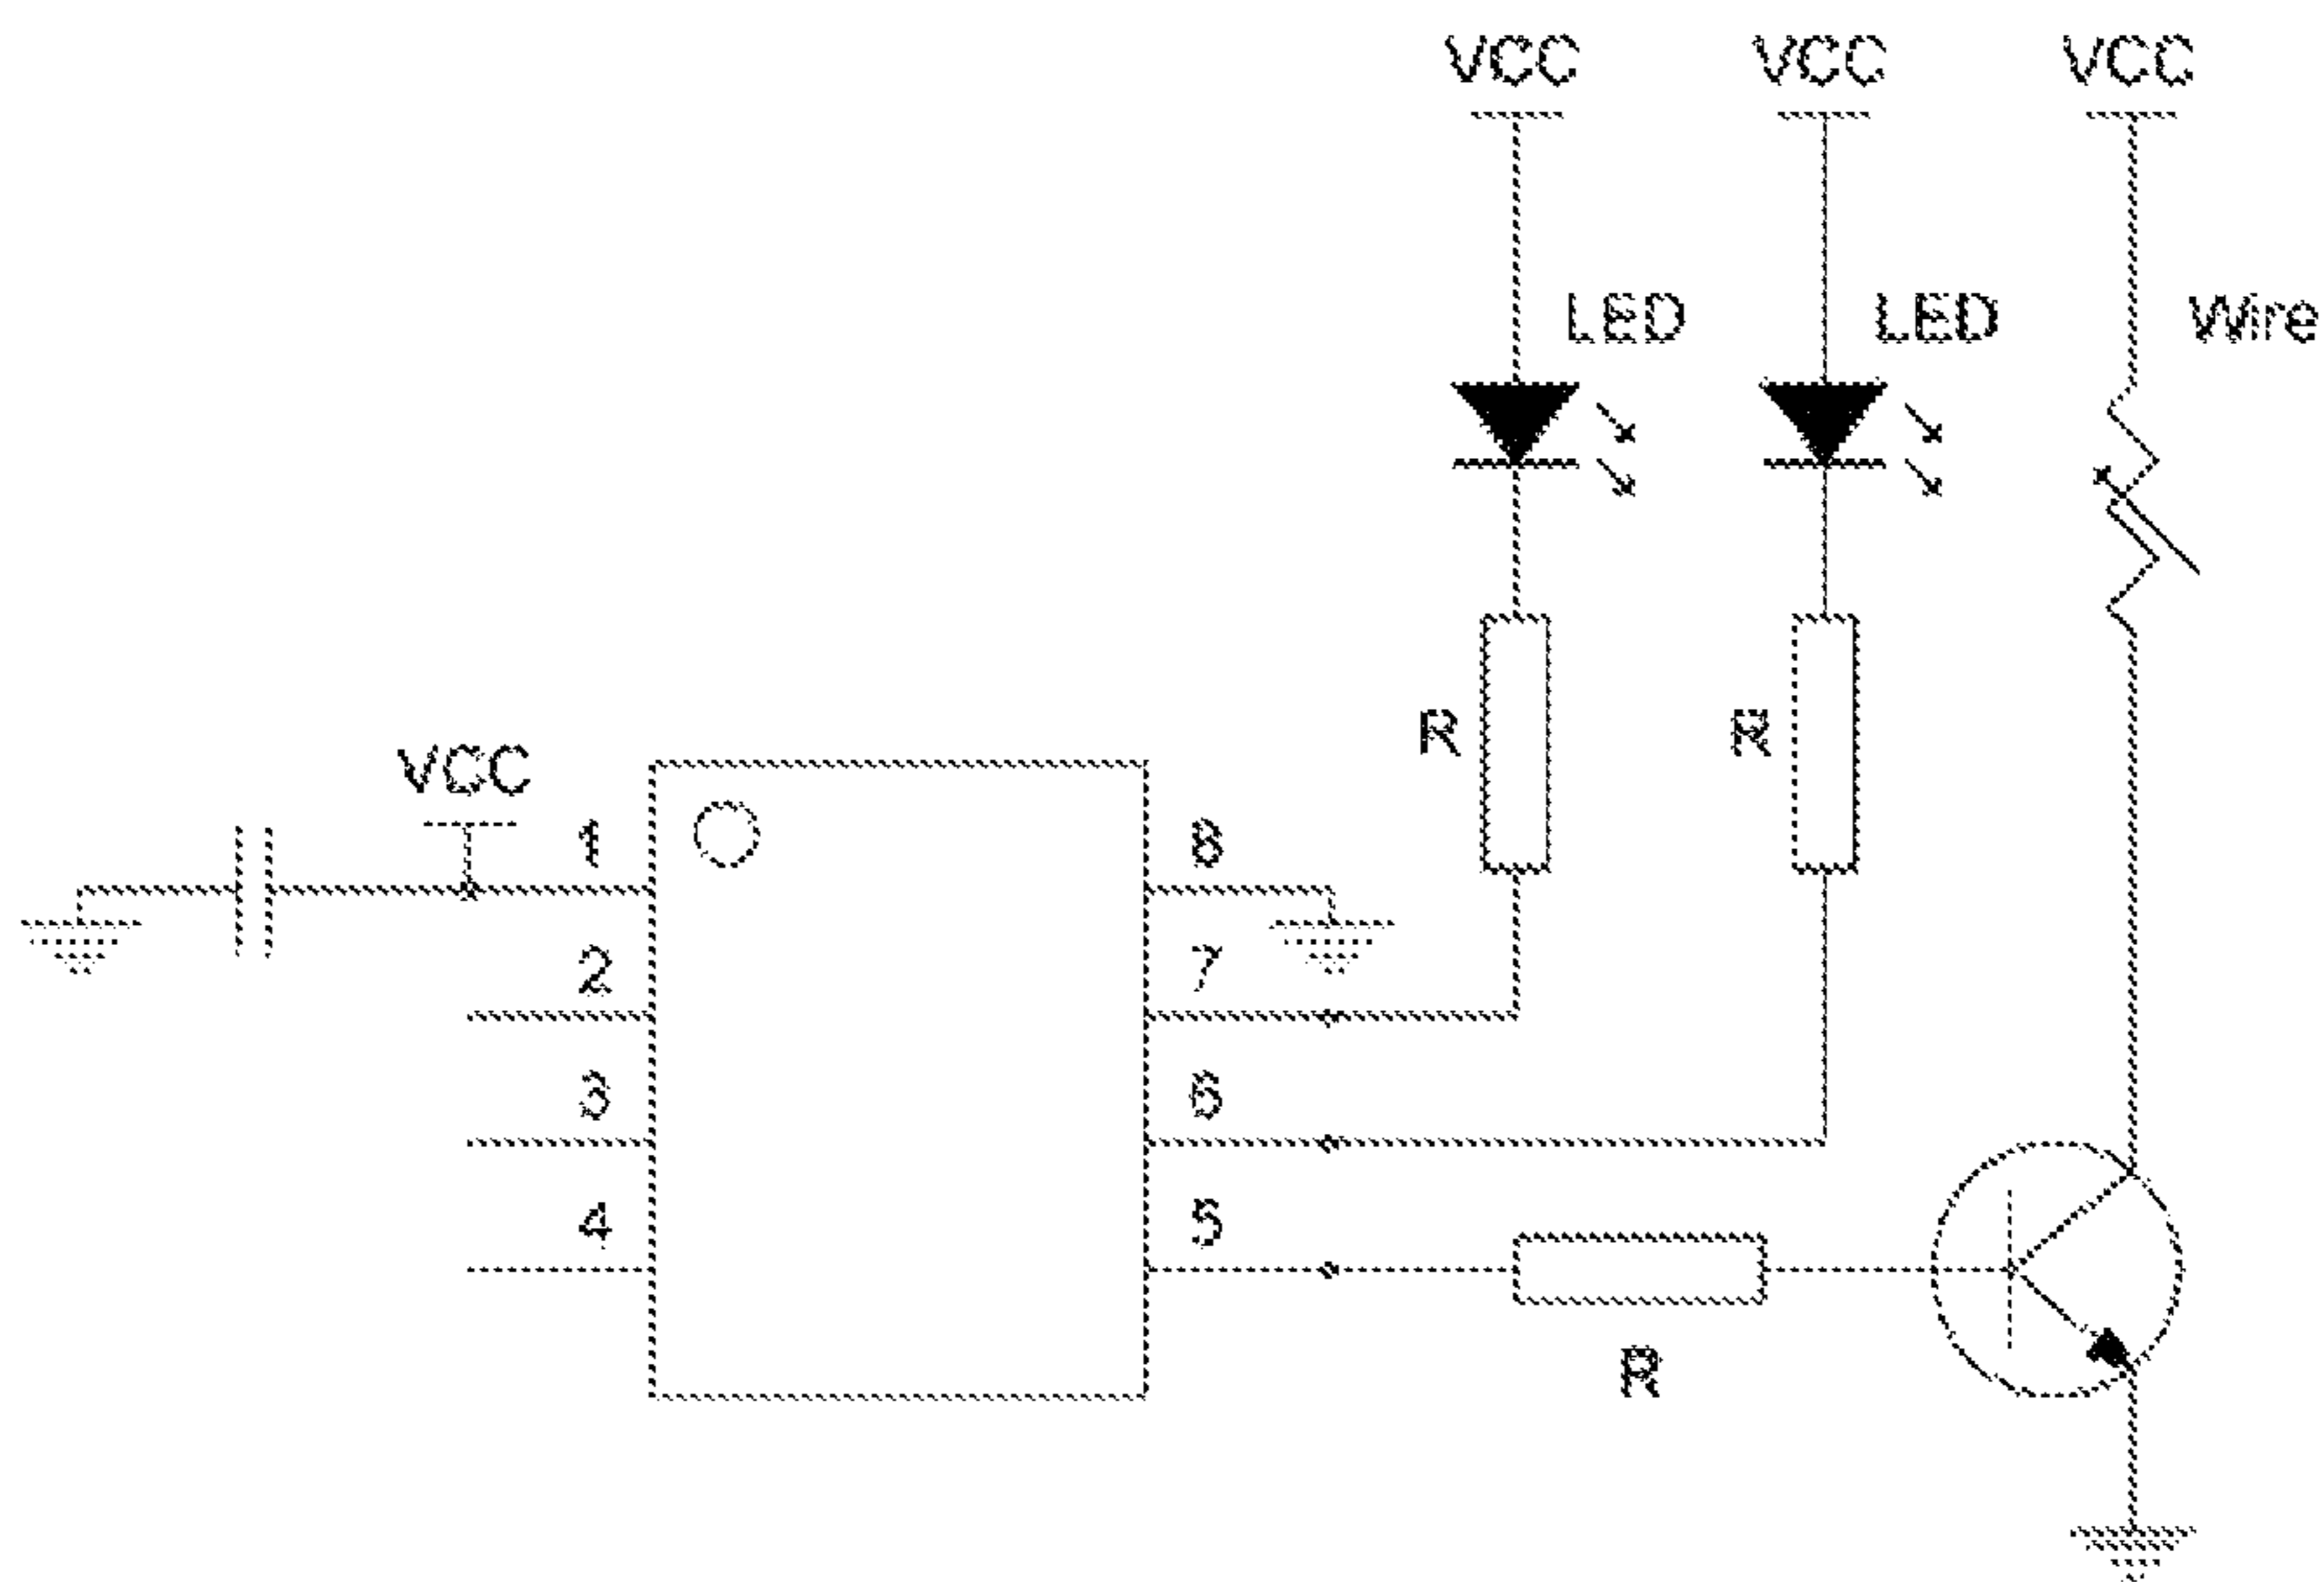 VCC VCC VCC
LED LED Wire
R R
VCC
1 8
2 7
3 6
4 5
R